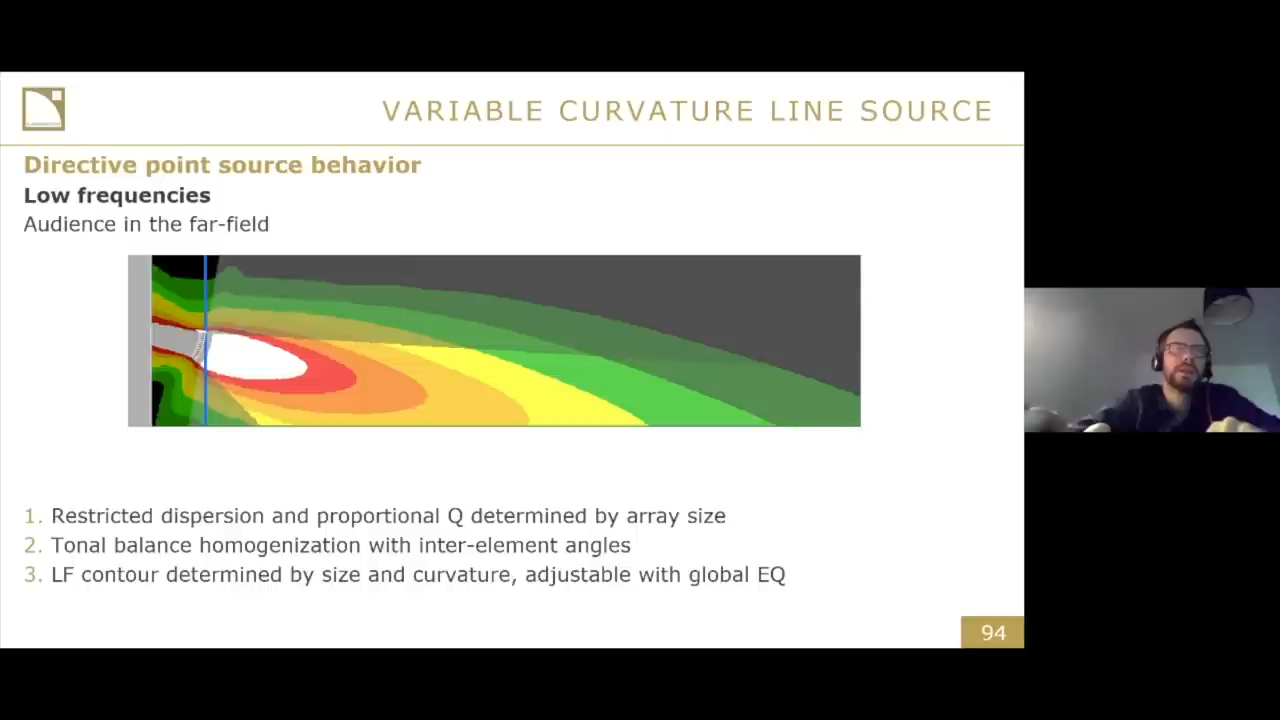 VARIABLE CURVATURE LINE SOURCE
Directive point source behavior
Low frequencies
Audience in the far-field
1. Restricted dispersion and proportional Q determined by array size
2. Tonal balance homogenization with inter-element angles
3. LF contour determined by size and curvature, adjustable with global EQ
94